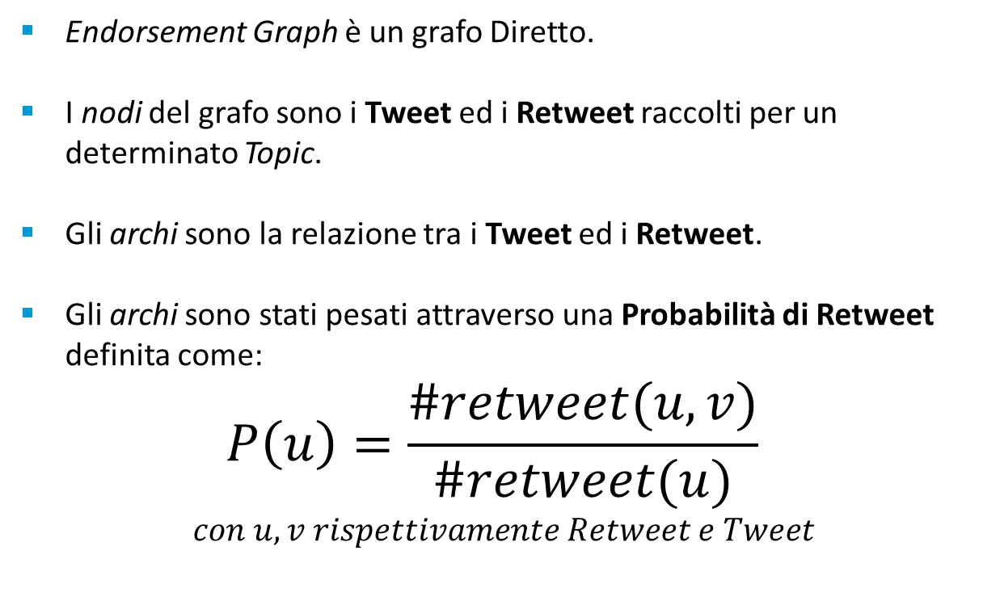 ▪ Endorsement Graph è un grafo Diretto.
▪ I nodi del grafo sono i Tweet ed i Retweet raccolti per un
determinato Topic.
▪ Gli archi sono la relazione tra i Tweet ed i Retweet.
▪ Gli archi sono stati pesati attraverso una Probabilità di Retweet
definita come:
P(u) = #retweet(u, v) / #retweet(u)
con u, v rispettivamente Retweet e Tweet